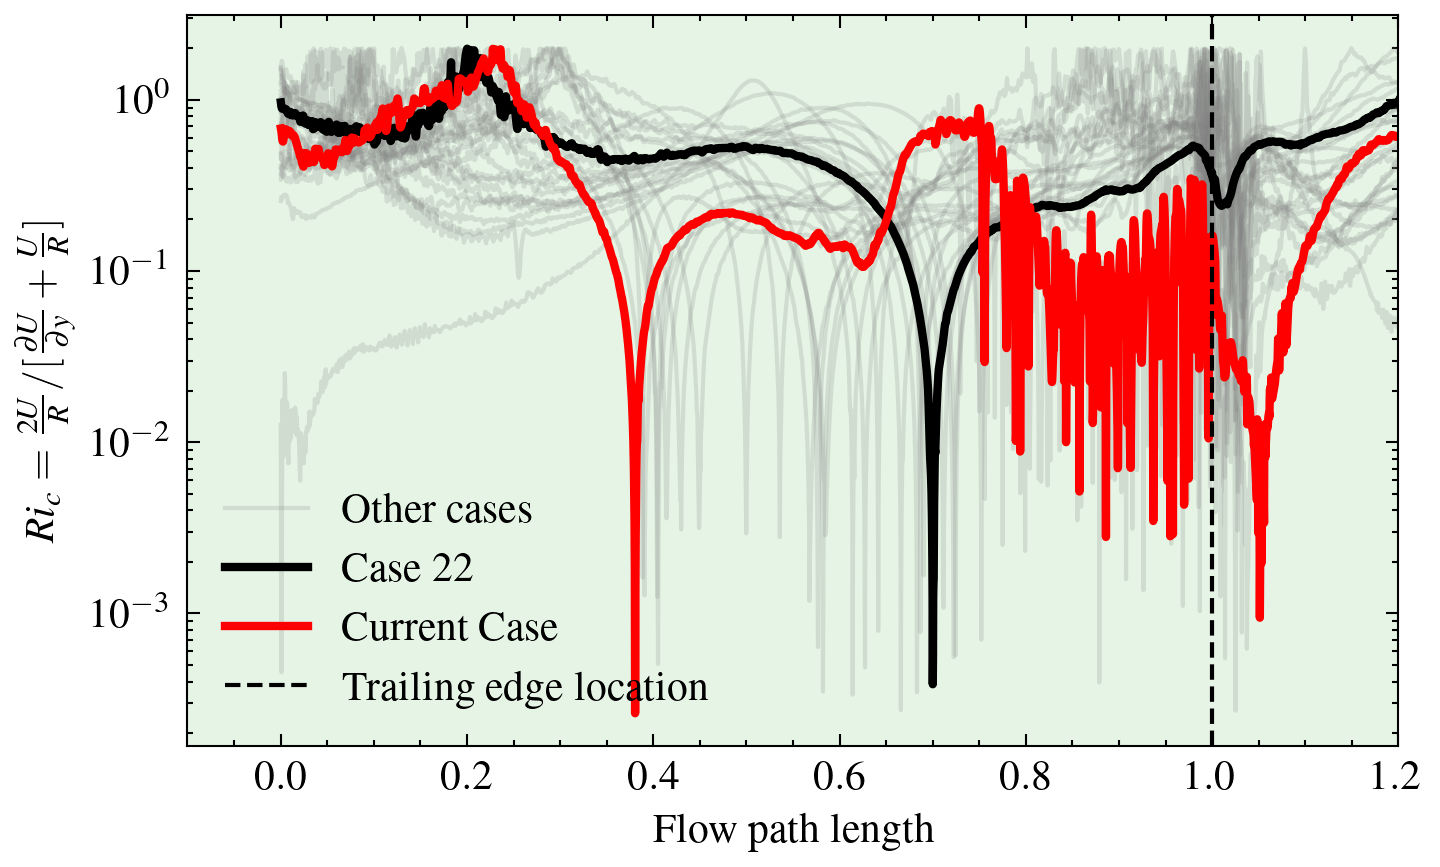 Ri_c = 2U/R / [∂U/∂y + U/R]
10^0
10^−1
10^−2
10^−3
Other cases
Case 22
Current Case
Trailing edge location
0.0 0.2 0.4 0.6 0.8 1.0 1.2
Flow path length